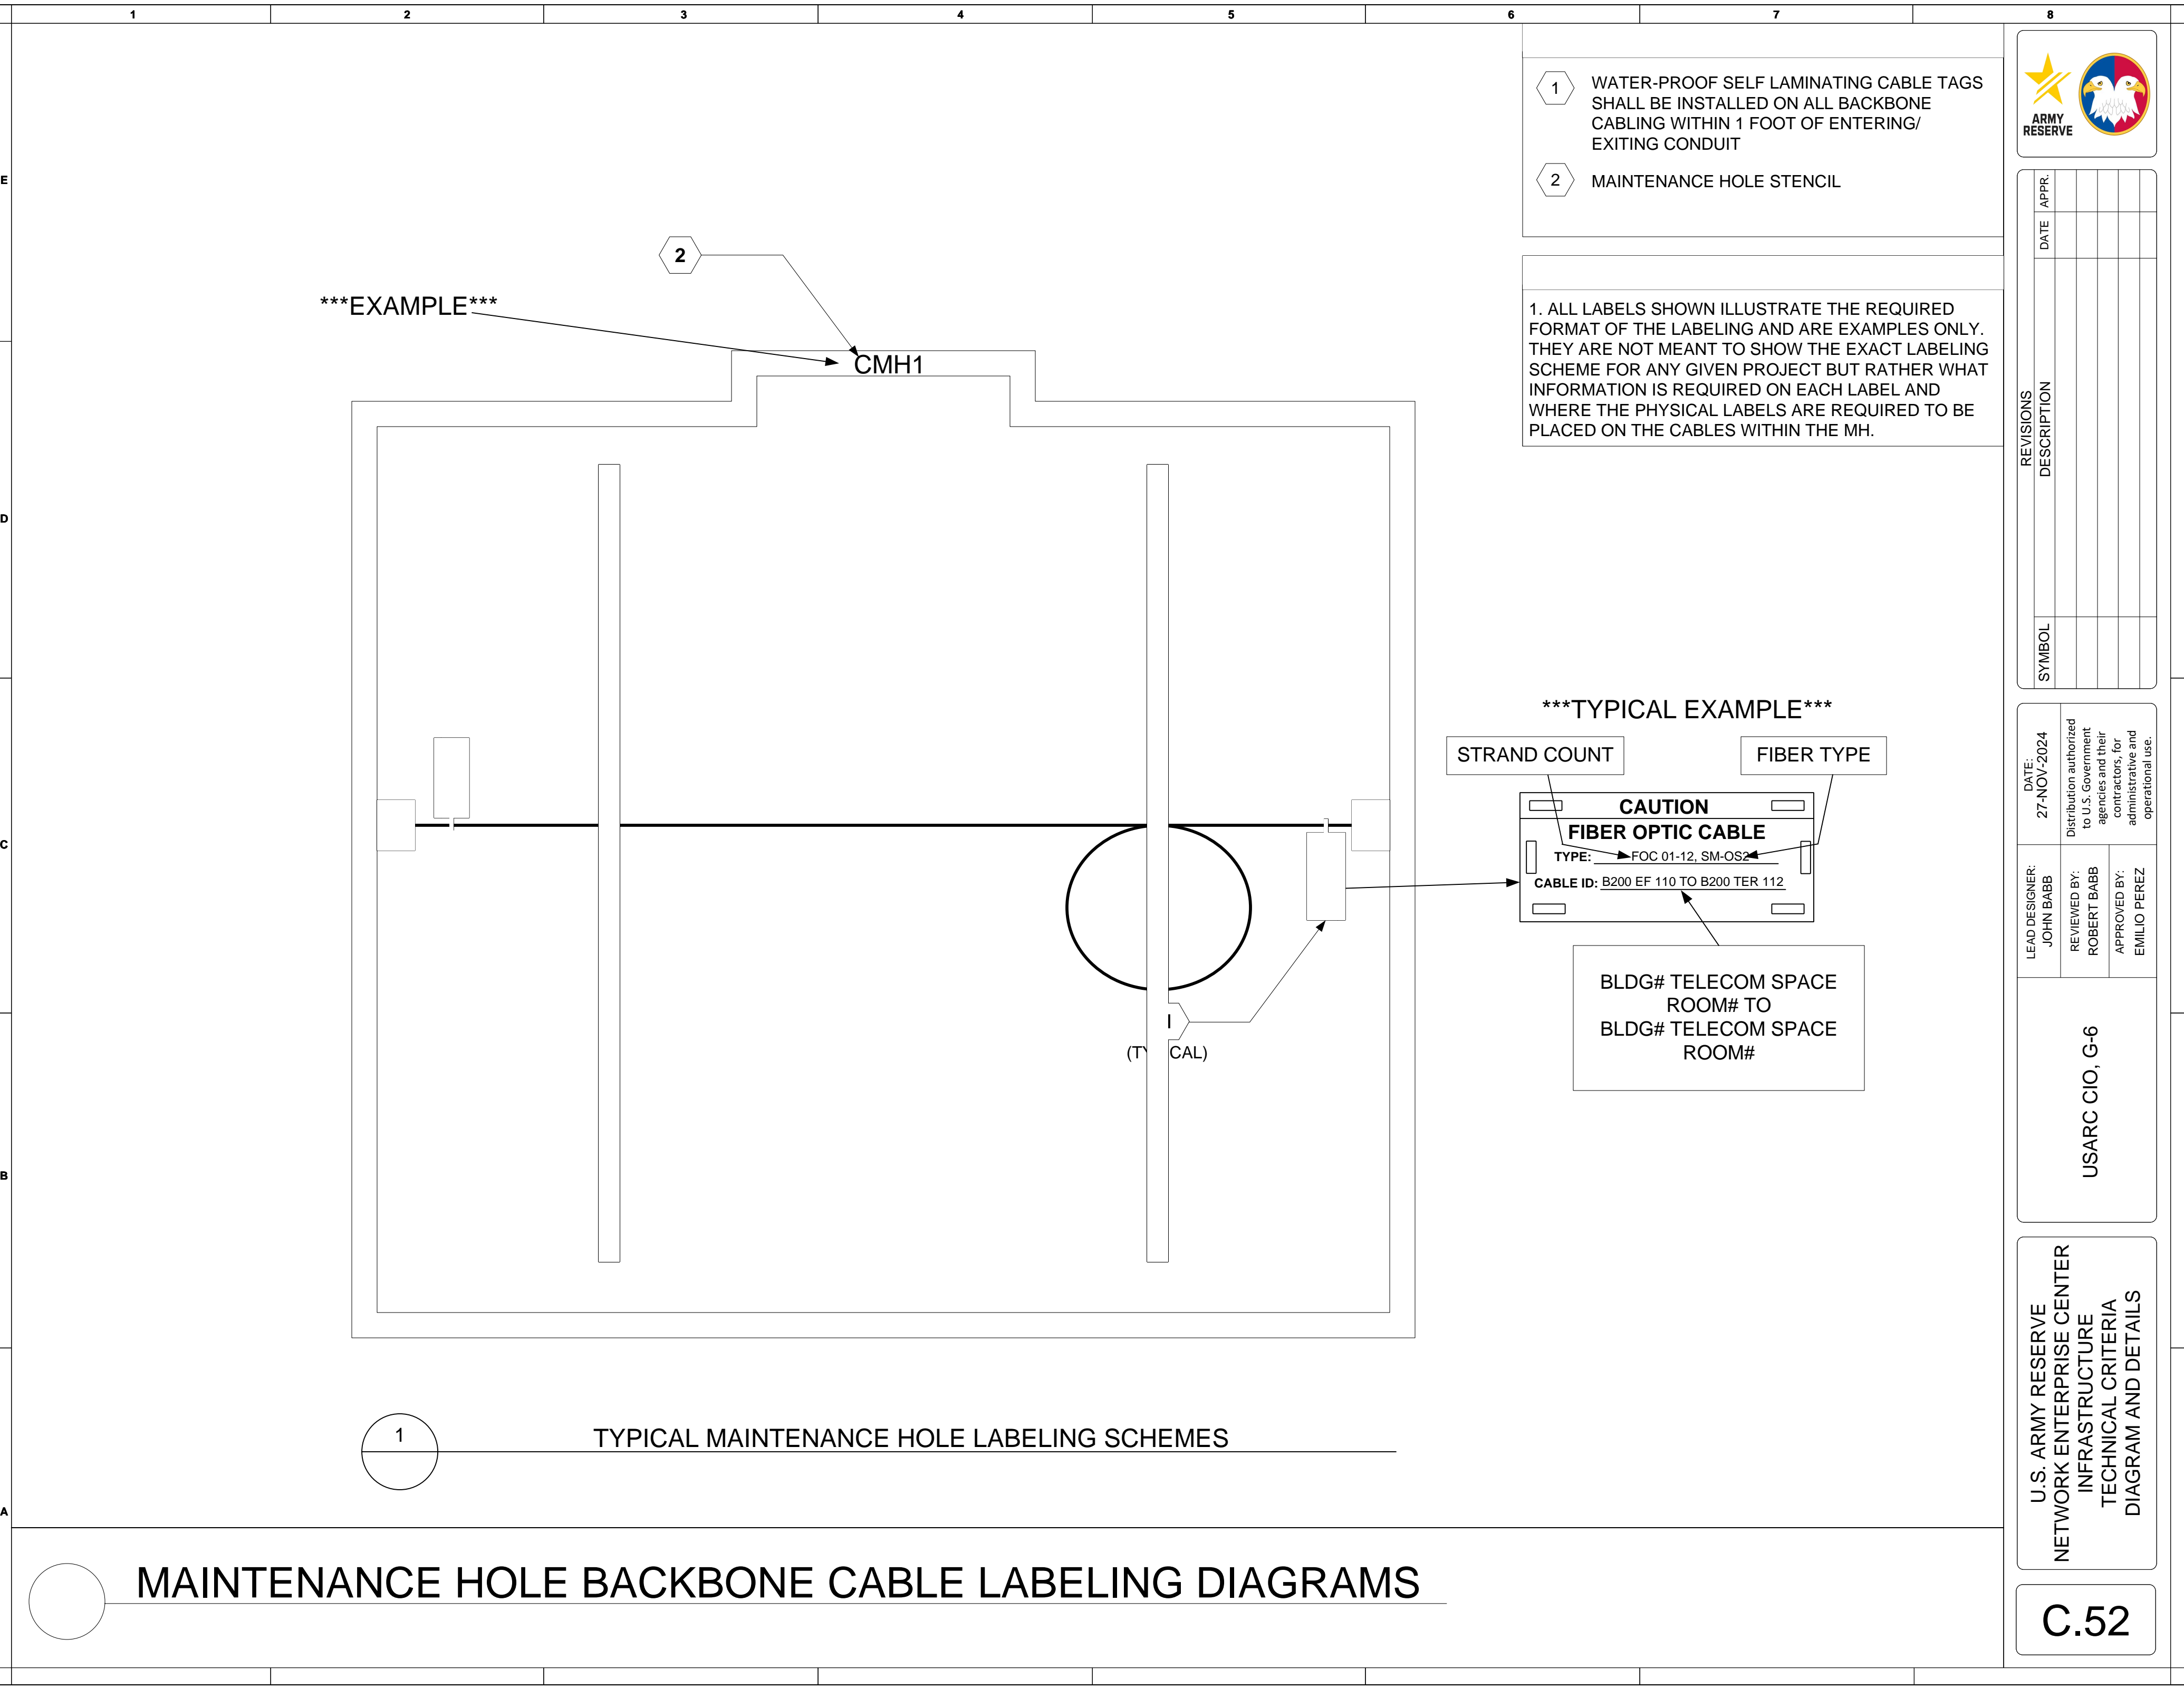 1 2 3 4 5 6 7 8
E
D
C
B
A
1
WATER-PROOF SELF LAMINATING CABLE TAGS
SHALL BE INSTALLED ON ALL BACKBONE
CABLING WITHIN 1 FOOT OF ENTERING/
EXITING CONDUIT
2
MAINTENANCE HOLE STENCIL
1. ALL LABELS SHOWN ILLUSTRATE THE REQUIRED
FORMAT OF THE LABELING AND ARE EXAMPLES ONLY.
THEY ARE NOT MEANT TO SHOW THE EXACT LABELING
SCHEME FOR ANY GIVEN PROJECT BUT RATHER WHAT
INFORMATION IS REQUIRED ON EACH LABEL AND
WHERE THE PHYSICAL LABELS ARE REQUIRED TO BE
PLACED ON THE CABLES WITHIN THE MH.
2
***EXAMPLE***
CMH1
***TYPICAL EXAMPLE***
STRAND COUNT
FIBER TYPE
CAUTION
FIBER OPTIC CABLE
TYPE: FOC 01-12, SM-OS2
CABLE ID: B200 EF 110 TO B200 TER 112
BLDG# TELECOM SPACE
ROOM# TO
BLDG# TELECOM SPACE
ROOM#
1
TYPICAL MAINTENANCE HOLE LABELING SCHEMES
MAINTENANCE HOLE BACKBONE CABLE LABELING DIAGRAMS
ARMY
RESERVE
REVISIONS
SYMBOL DESCRIPTION DATE APPR.
DATE:
27-NOV-2024
Distribution authorized
to U.S. Government
agencies and their
contractors, for
administrative and
operational use.
LEAD DESIGNER:
JOHN BABB
REVIEWED BY:
ROBERT BABB
APPROVED BY:
EMILIO PEREZ
USARC CIO, G-6
U.S. ARMY RESERVE
NETWORK ENTERPRISE CENTER
INFRASTRUCTURE
TECHNICAL CRITERIA
DIAGRAM AND DETAILS
C.52